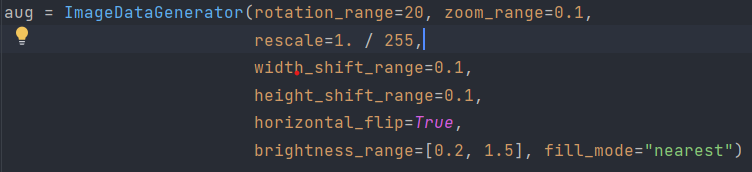 aug = ImageDataGenerator(rotation_range=20, zoom_range=0.1,
rescale=1. / 255,
width_shift_range=0.1,
height_shift_range=0.1,
horizontal_flip=True,
brightness_range=[0.2, 1.5], fill_mode="nearest")